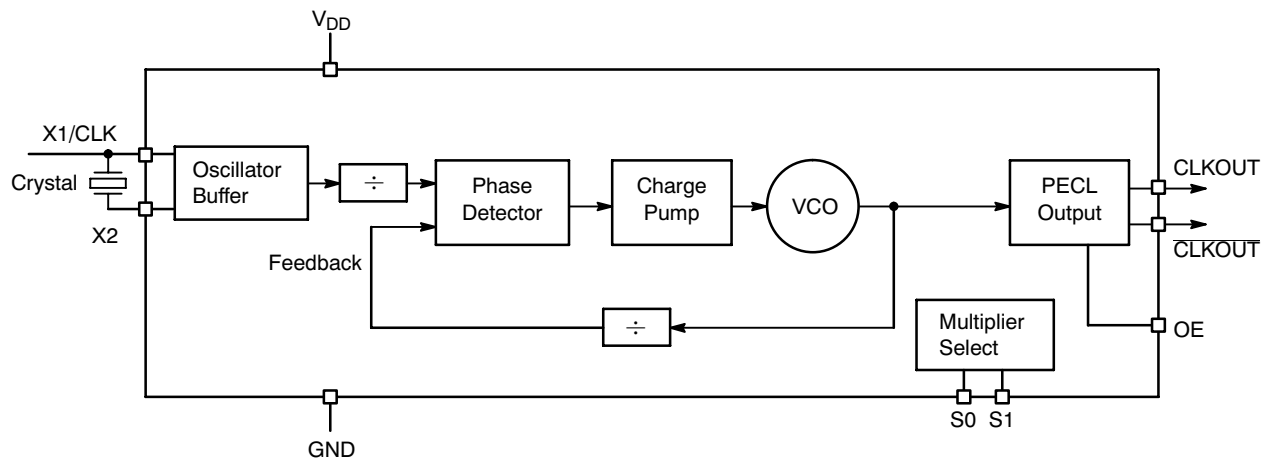 VDD
X1/CLK
Crystal
X2
Oscillator
Buffer
÷
Phase
Detector
Charge
Pump
VCO
PECL
Output
CLKOUT
CLKOUT
Feedback
÷
Multiplier
Select
OE
S0
S1
GND